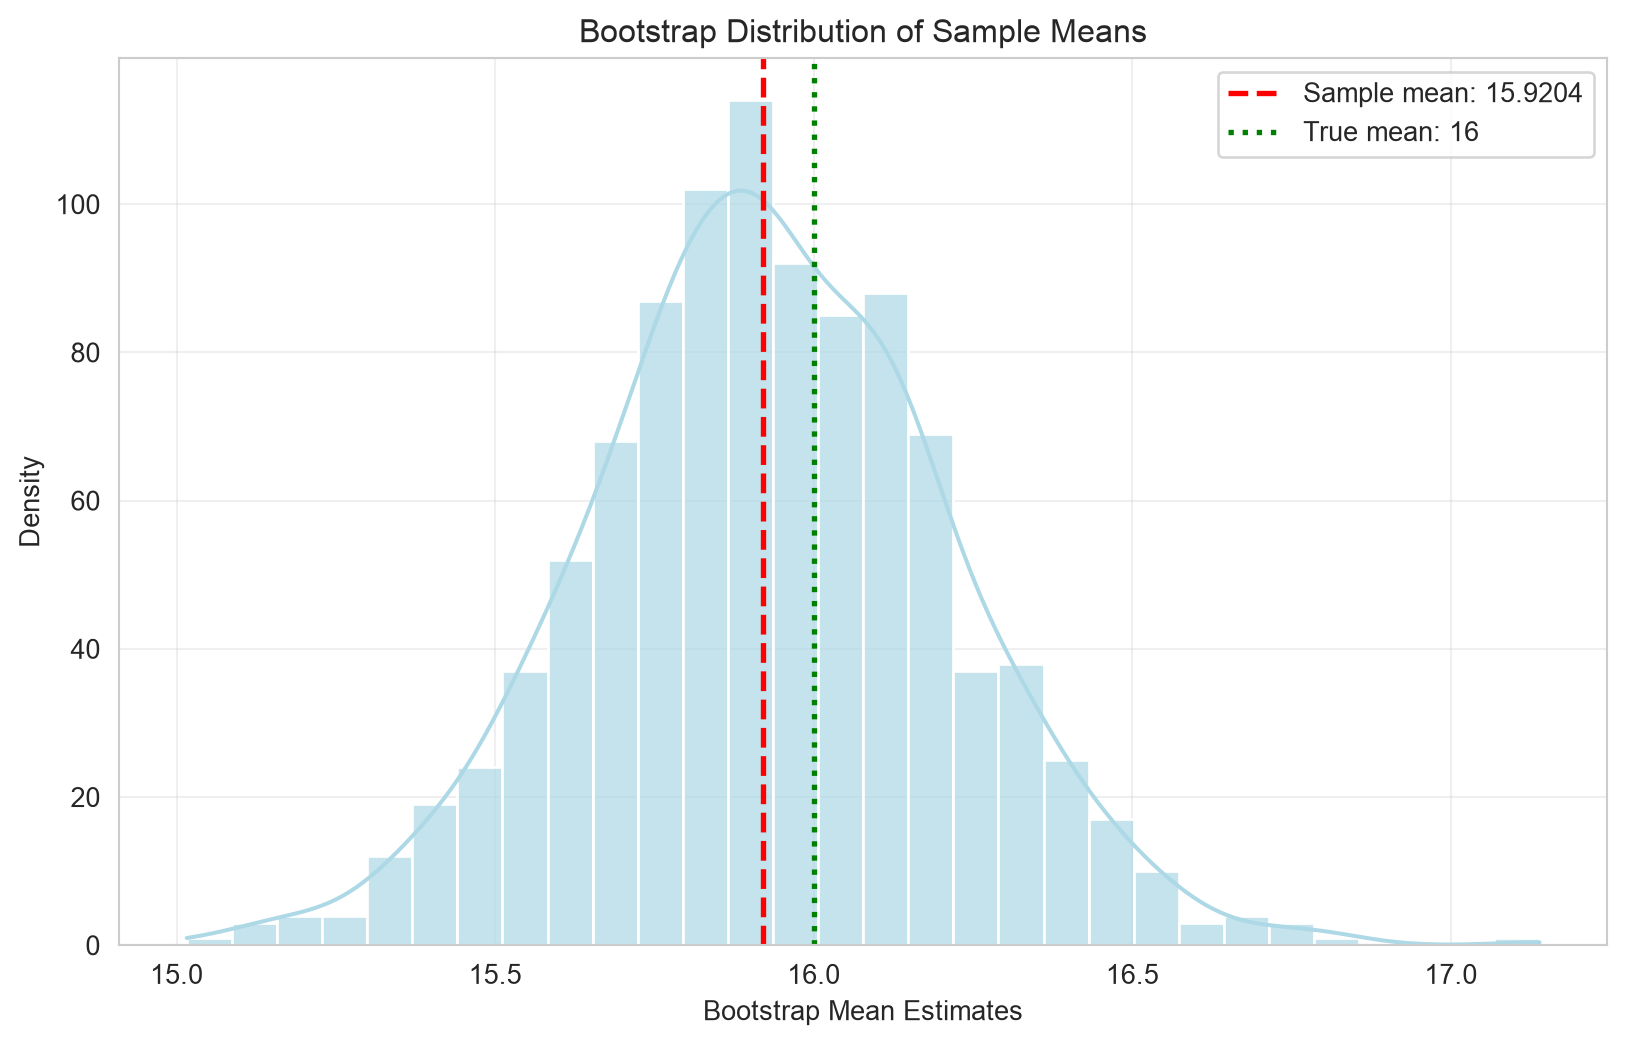 Bootstrap Distribution of Sample Means
Sample mean: 15.9204
True mean: 16
Density
100
80
60
40
20
0
15.0 15.5 16.0 16.5 17.0
Bootstrap Mean Estimates